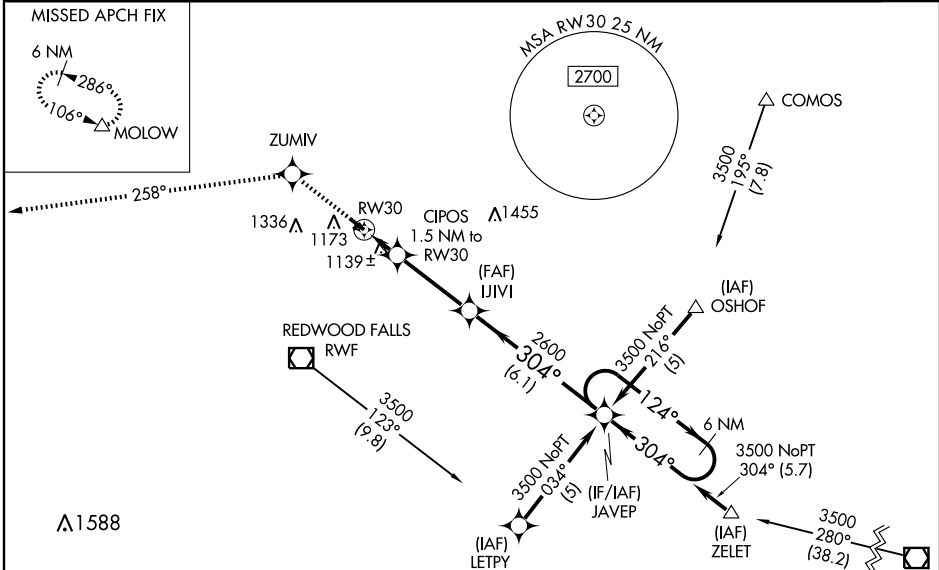 MISSED APCH FIX
6 NM
286°
106°
MOLOW
MSA RW30 25 NM
2700
COMOS
3500
195°
(7.8)
ZUMIV
258°
RW30
1336
1173
1139±
CIPOS
1.5 NM to
RW30
1455
(FAF)
IJIVI
(IAF)
OSHOF
REDWOOD FALLS
RWF
3500
123°
(9.8)
2600
304°
(6.1)
3500 NoPT
216°
(5)
124°
6 NM
304°
3500 NoPT
304° (5.7)
3500 NoPT
034°
(5)
(IF/IAF)
JAVEP
1588
(IAF)
LETPY
(IAF)
ZELET
3500
280°
(38.2)